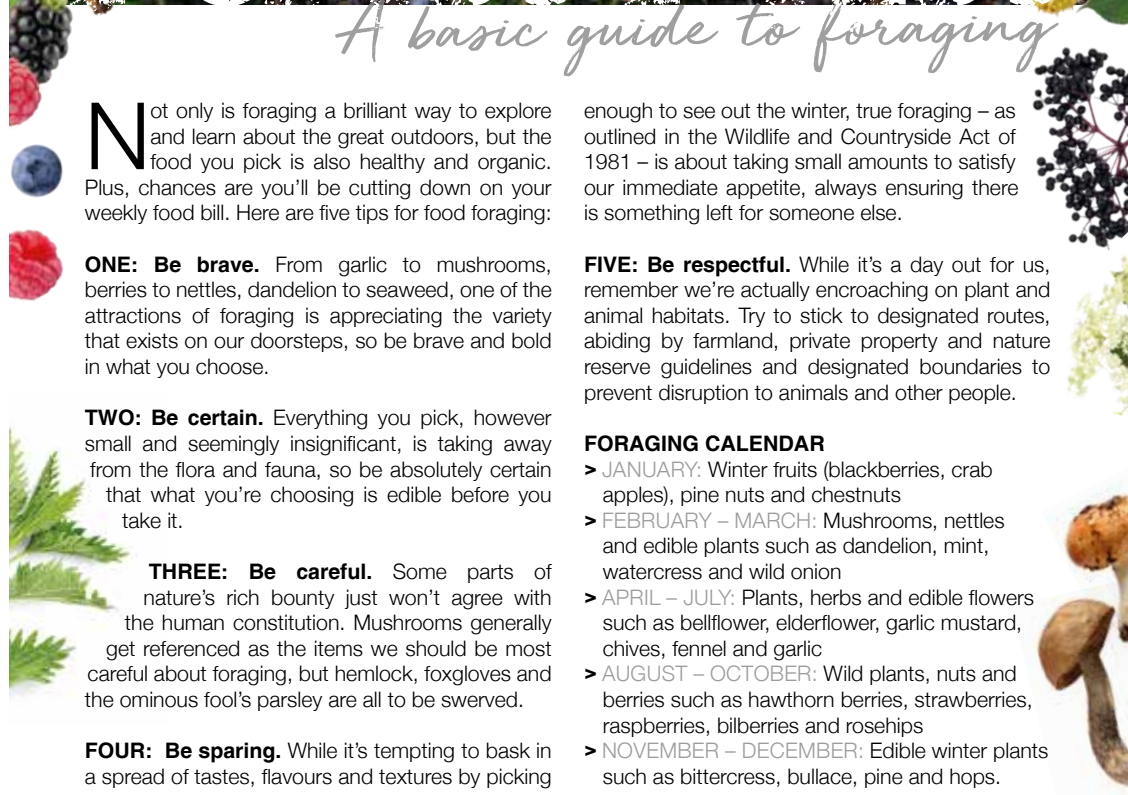 A basic guide to foraging
Not only is foraging a brilliant way to explore
and learn about the great outdoors, but the
food you pick is also healthy and organic.
Plus, chances are you’ll be cutting down on your
weekly food bill. Here are five tips for food foraging:
ONE: Be brave. From garlic to mushrooms,
berries to nettles, dandelion to seaweed, one of the
attractions of foraging is appreciating the variety
that exists on our doorsteps, so be brave and bold
in what you choose.
TWO: Be certain. Everything you pick, however
small and seemingly insignificant, is taking away
from the flora and fauna, so be absolutely certain
that what you’re choosing is edible before you
take it.
THREE: Be careful. Some parts of
nature’s rich bounty just won’t agree with
the human constitution. Mushrooms generally
get referenced as the items we should be most
careful about foraging, but hemlock, foxgloves and
the ominous fool’s parsley are all to be swerved.
FOUR: Be sparing. While it’s tempting to bask in
a spread of tastes, flavours and textures by picking
enough to see out the winter, true foraging – as
outlined in the Wildlife and Countryside Act of
1981 – is about taking small amounts to satisfy
our immediate appetite, always ensuring there
is something left for someone else.
FIVE: Be respectful. While it’s a day out for us,
remember we’re actually encroaching on plant and
animal habitats. Try to stick to designated routes,
abiding by farmland, private property and nature
reserve guidelines and designated boundaries to
prevent disruption to animals and other people.
FORAGING CALENDAR
> JANUARY: Winter fruits (blackberries, crab
apples), pine nuts and chestnuts
> FEBRUARY – MARCH: Mushrooms, nettles
and edible plants such as dandelion, mint,
watercress and wild onion
> APRIL – JULY: Plants, herbs and edible flowers
such as bellflower, elderflower, garlic mustard,
chives, fennel and garlic
> AUGUST – OCTOBER: Wild plants, nuts and
berries such as hawthorn berries, strawberries,
raspberries, bilberries and rosehips
> NOVEMBER – DECEMBER: Edible winter plants
such as bittercress, bullace, pine and hops.